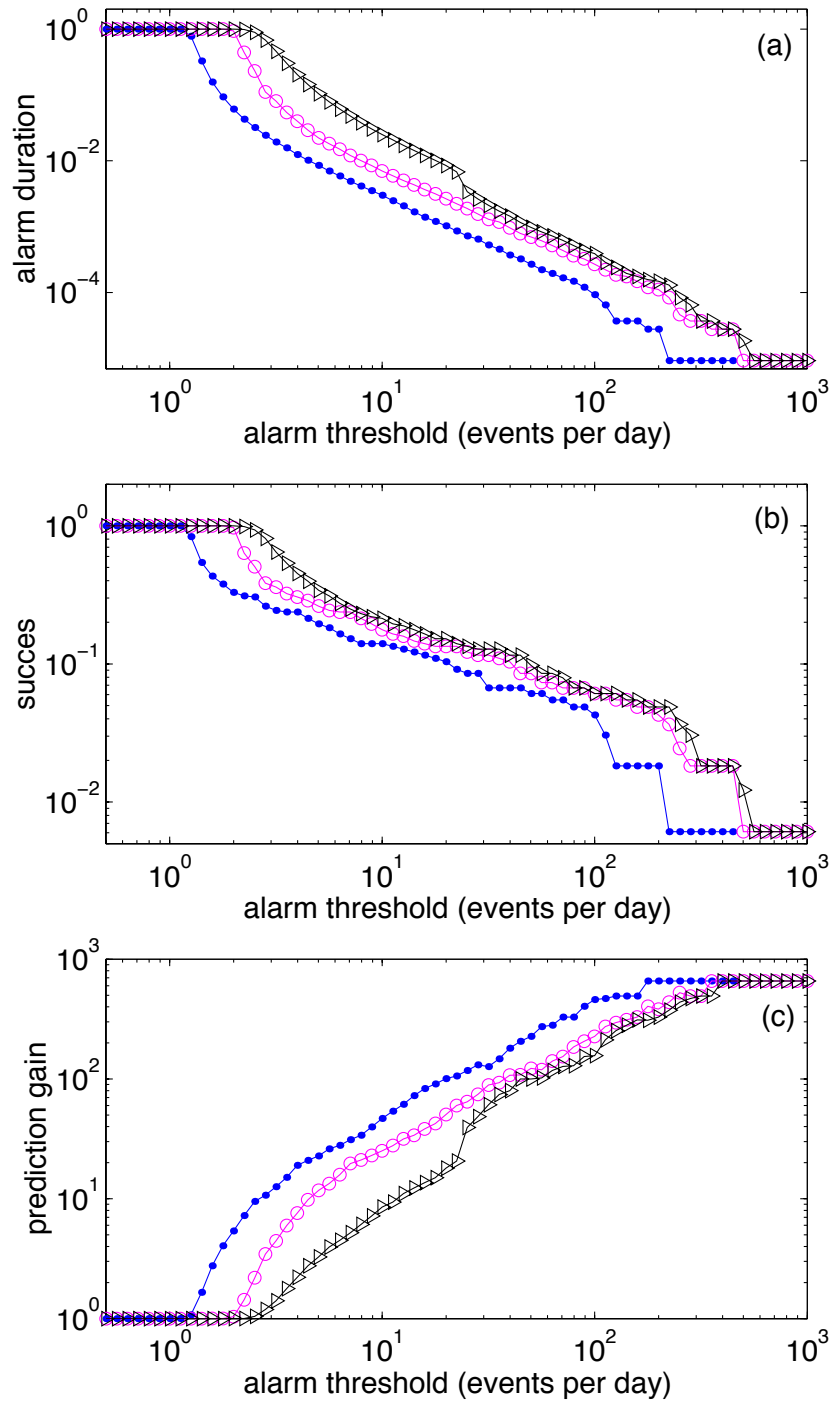 (a)
10^0
10^-2
10^-4
alarm duration
10^0 10^1 10^2 10^3
alarm threshold (events per day)
(b)
10^0
10^-1
10^-2
succes
10^0 10^1 10^2 10^3
alarm threshold (events per day)
(c)
10^3
10^2
10^1
10^0
prediction gain
10^0 10^1 10^2 10^3
alarm threshold (events per day)